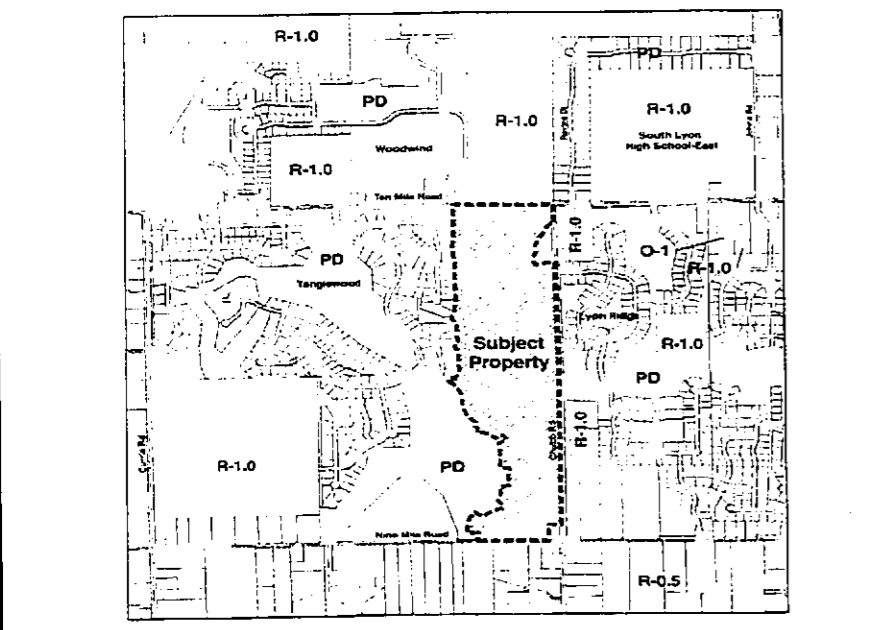 R-1.0
PD
PD
R-1.0
R-1.0
South Lyon
High School-East
Woodwind
R-1.0
Ten Mile Road
R-1.0
O-1
R-1.0
PD
Tanglewood
Lyon Ridge
Subject
Property
R-1.0
PD
R-1.0
R-1.0
PD
Nine Mile Road
R-0.5